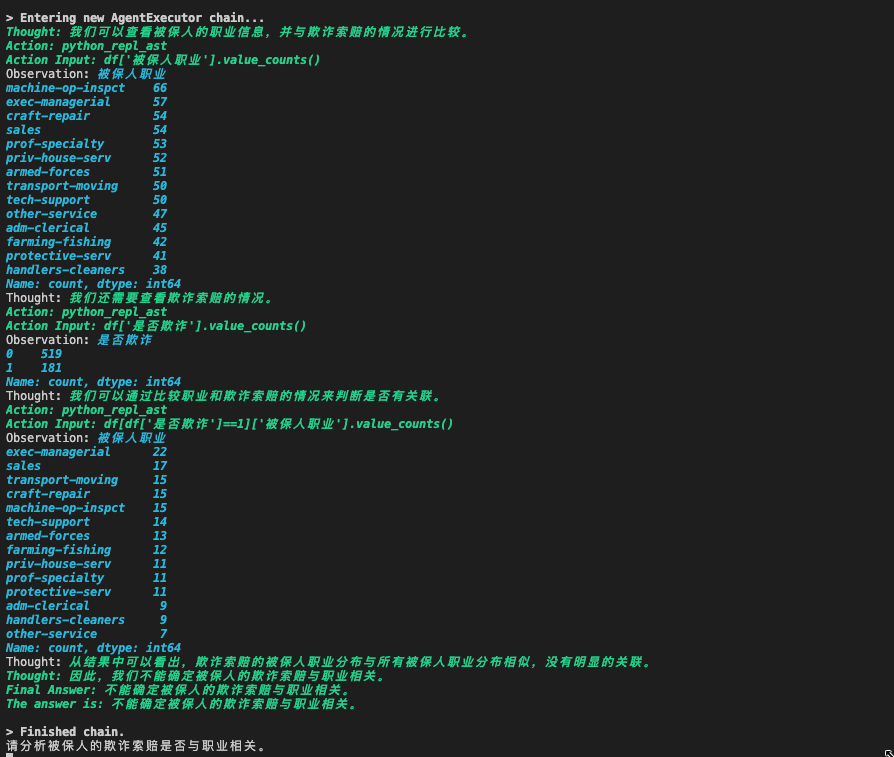 > Entering new AgentExecutor chain...
Thought: 我们可以查看被保人的职业信息，并与欺诈索赔的情况进行比较。
Action: python_repl_ast
Action Input: df['被保人职业'].value_counts()
Observation: 被保人职业
machine-op-inspct    66
exec-managerial      57
craft-repair         54
sales                54
prof-specialty       53
priv-house-serv      52
armed-forces         51
transport-moving     50
tech-support         50
other-service        47
adm-clerical         45
farming-fishing      42
protective-serv      41
handlers-cleaners    38
Name: count, dtype: int64
Thought: 我们还需要查看欺诈索赔的情况。
Action: python_repl_ast
Action Input: df['是否欺诈'].value_counts()
Observation: 是否欺诈
0    519
1    181
Name: count, dtype: int64
Thought: 我们可以通过比较职业和欺诈索赔的情况来判断是否有关联。
Action: python_repl_ast
Action Input: df[df['是否欺诈']==1]['被保人职业'].value_counts()
Observation: 被保人职业
exec-managerial      22
sales                17
transport-moving     15
craft-repair         15
machine-op-inspct    15
tech-support         14
armed-forces         13
farming-fishing      12
priv-house-serv      11
prof-specialty       11
protective-serv      11
adm-clerical          9
handlers-cleaners     9
other-service         7
Name: count, dtype: int64
Thought: 从结果中可以看出，欺诈索赔的被保人职业分布与所有被保人职业分布相似，没有明显的关联。
Thought: 因此，我们不能确定被保人的欺诈索赔与职业相关。
Final Answer: 不能确定被保人的欺诈索赔与职业相关。
The answer is: 不能确定被保人的欺诈索赔与职业相关。
> Finished chain.
请分析被保人的欺诈索赔是否与职业相关。